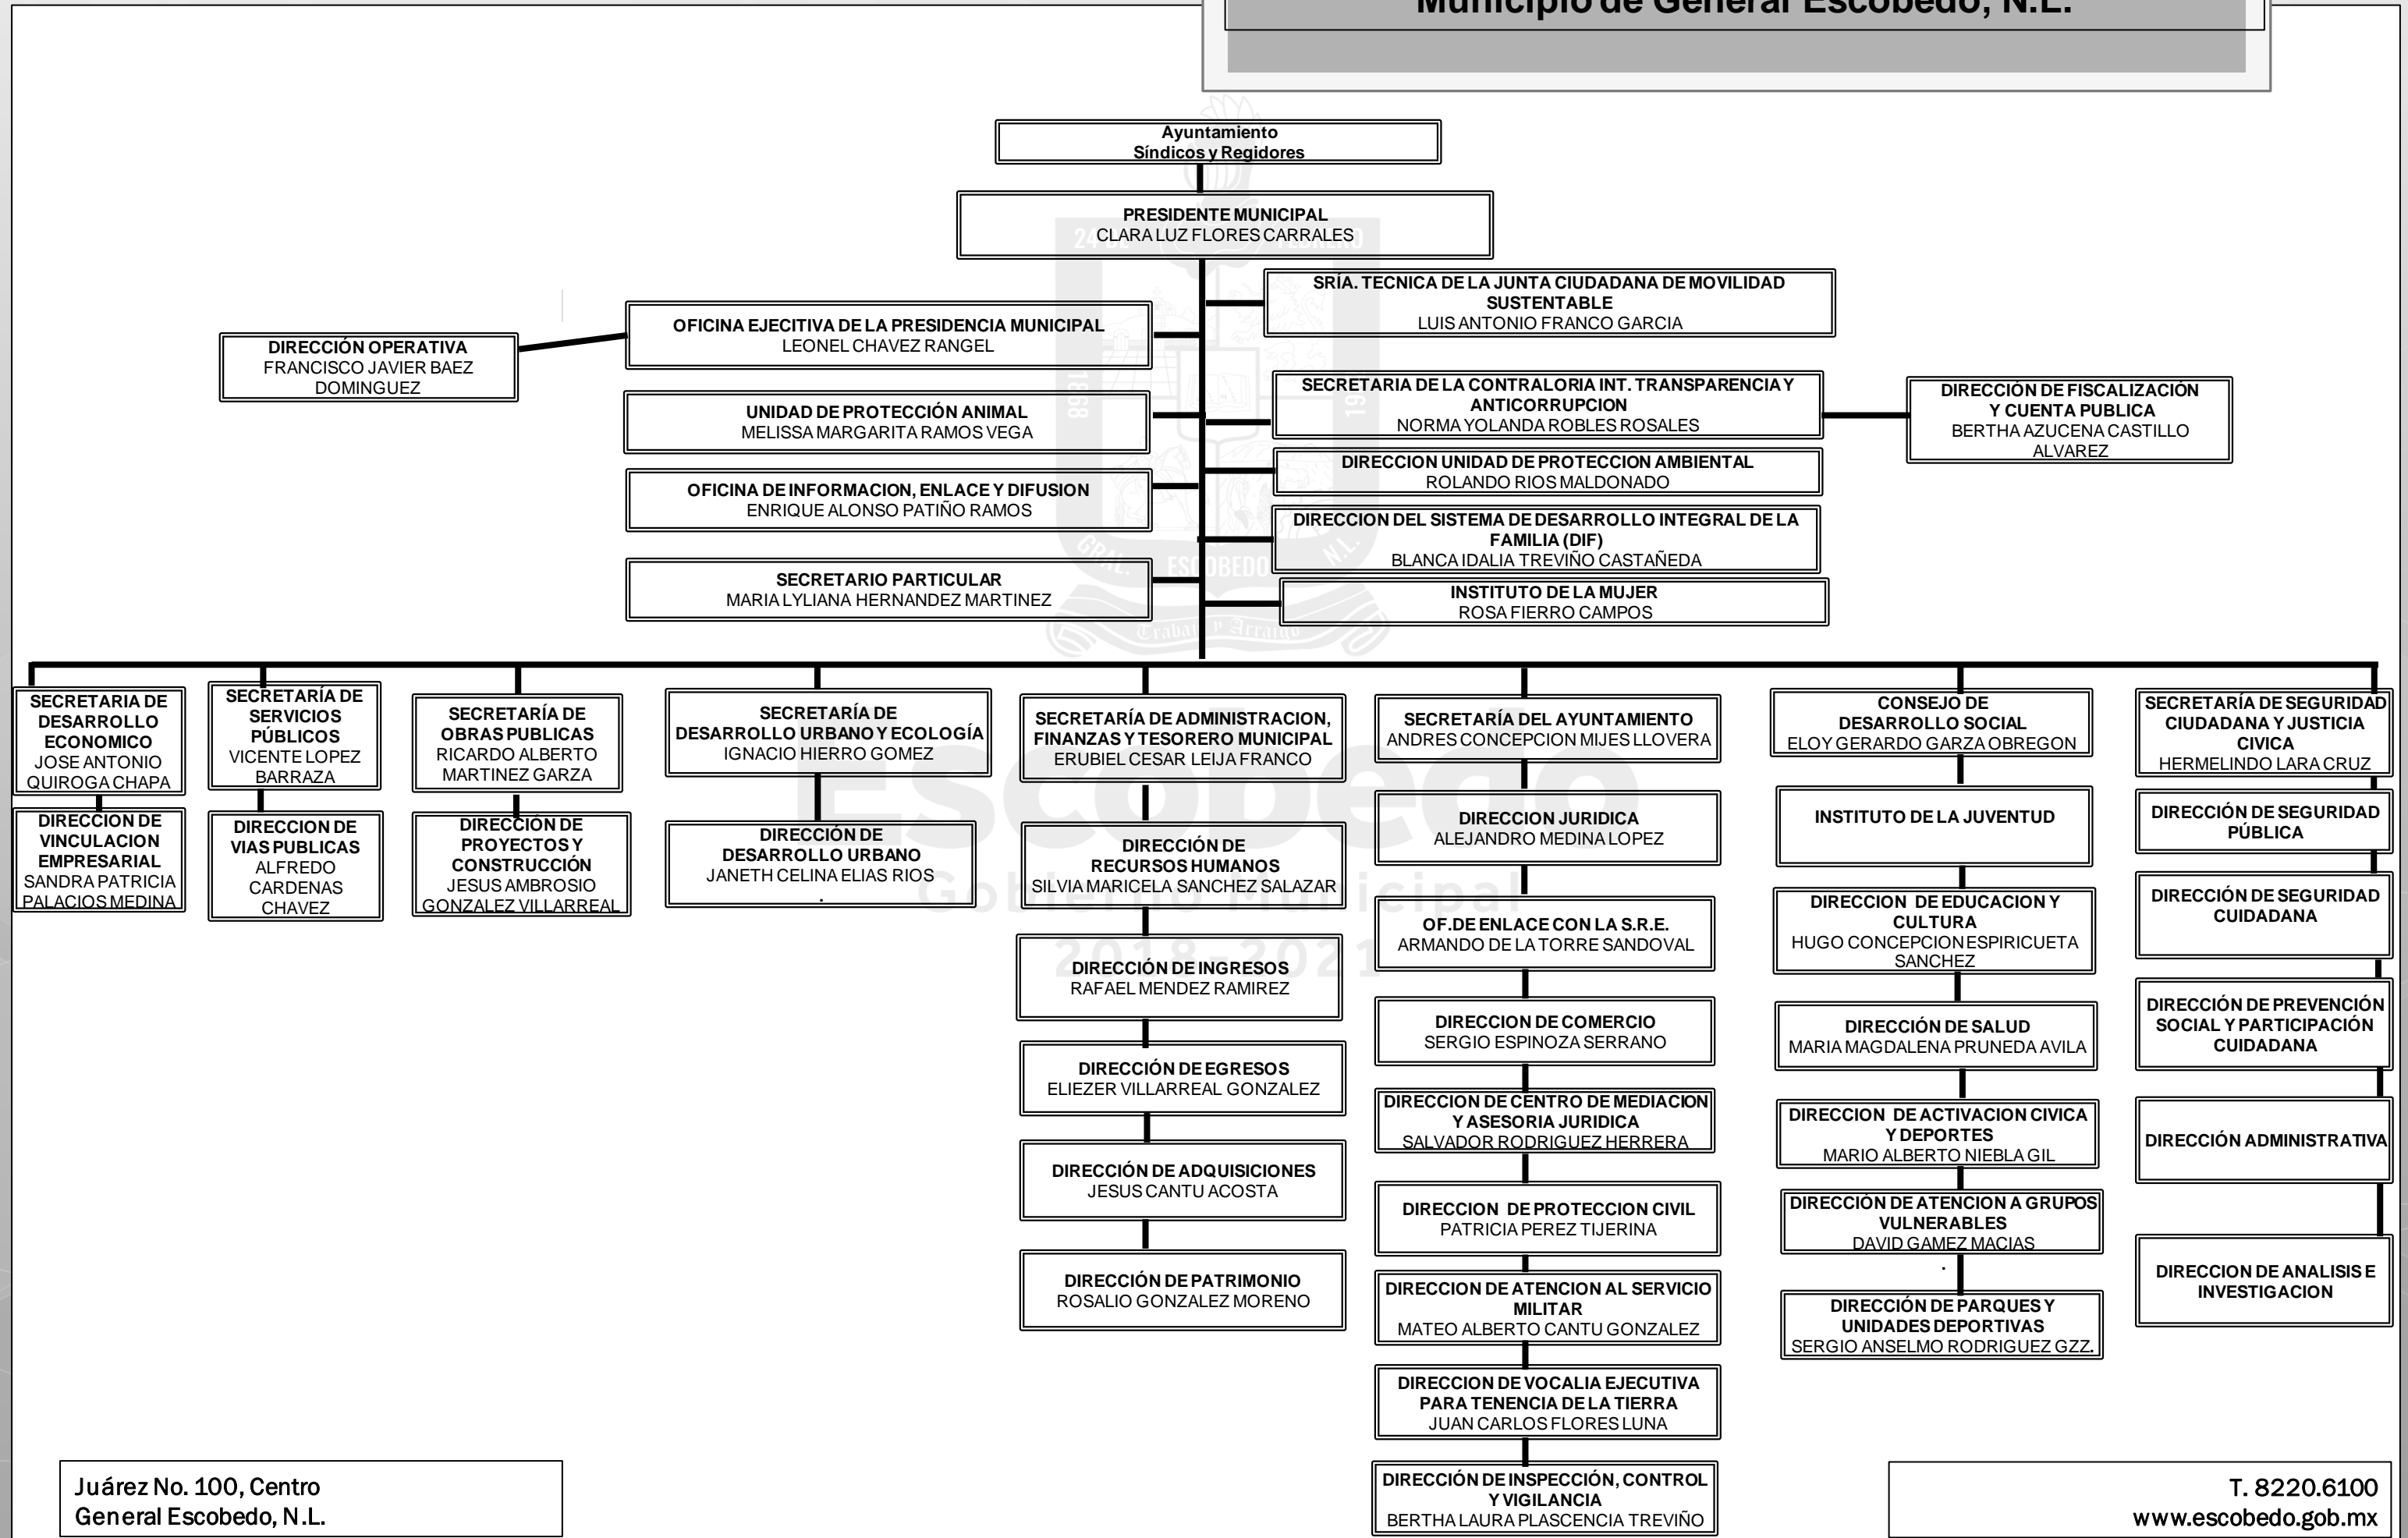 Municipio de General Escobedo, N.L.
Ayuntamiento
Síndicos y Regidores
PRESIDENTE MUNICIPAL
CLARA LUZ FLORES CARRALES
SRÍA. TECNICA DE LA JUNTA CIUDADANA DE MOVILIDAD
SUSTENTABLE
LUIS ANTONIO FRANCO GARCIA
OFICINA EJECITIVA DE LA PRESIDENCIA MUNICIPAL
LEONEL CHAVEZ RANGEL
DIRECCIÓN OPERATIVA
FRANCISCO JAVIER BAEZ
DOMINGUEZ
SECRETARIA DE LA CONTRALORIA INT. TRANSPARENCIA Y
ANTICORRUPCION
NORMA YOLANDA ROBLES ROSALES
DIRECCIÓN DE FISCALIZACIÓN
Y CUENTA PUBLICA
BERTHA AZUCENA CASTILLO
ALVAREZ
UNIDAD DE PROTECCIÓN ANIMAL
MELISSA MARGARITA RAMOS VEGA
DIRECCION UNIDAD DE PROTECCION AMBIENTAL
ROLANDO RIOS MALDONADO
OFICINA DE INFORMACION, ENLACE Y DIFUSION
ENRIQUE ALONSO PATIÑO RAMOS
DIRECCION DEL SISTEMA DE DESARROLLO INTEGRAL DE LA
FAMILIA (DIF)
BLANCA IDALIA TREVIÑO CASTAÑEDA
SECRETARIO PARTICULAR
MARIA LYLIANA HERNANDEZ MARTINEZ
INSTITUTO DE LA MUJER
ROSA FIERRO CAMPOS
24 DE FEBRERO
1868
GRAL. ESCOBEDO N.L.
Trabajo y Arraigo
SECRETARIA DE
DESARROLLO
ECONOMICO
JOSE ANTONIO
QUIROGA CHAPA
DIRECCION DE
VINCULACION
EMPRESARIAL
SANDRA PATRICIA
PALACIOS MEDINA
SECRETARÍA DE
SERVICIOS
PÚBLICOS
VICENTE LOPEZ
BARRAZA
DIRECCION DE
VIAS PUBLICAS
ALFREDO
CARDENAS
CHAVEZ
SECRETARÍA DE
OBRAS PUBLICAS
RICARDO ALBERTO
MARTINEZ GARZA
DIRECCIÓN DE
PROYECTOS Y
CONSTRUCCIÓN
JESUS AMBROSIO
GONZALEZ VILLARREAL
SECRETARÍA DE
DESARROLLO URBANO Y ECOLOGÍA
IGNACIO HIERRO GOMEZ
DIRECCIÓN DE
DESARROLLO URBANO
JANETH CELINA ELIAS RIOS
.
SECRETARÍA DE ADMINISTRACION,
FINANZAS Y TESORERO MUNICIPAL
ERUBIEL CESAR LEIJA FRANCO
DIRECCIÓN DE
RECURSOS HUMANOS
SILVIA MARICELA SANCHEZ SALAZAR
DIRECCIÓN DE INGRESOS
RAFAEL MENDEZ RAMIREZ
DIRECCIÓN DE EGRESOS
ELIEZER VILLARREAL GONZALEZ
DIRECCIÓN DE ADQUISICIONES
JESUS CANTU ACOSTA
DIRECCIÓN DE PATRIMONIO
ROSALIO GONZALEZ MORENO
SECRETARÍA DEL AYUNTAMIENTO
ANDRES CONCEPCION MIJES LLOVERA
DIRECCION JURIDICA
ALEJANDRO MEDINA LOPEZ
OF.DE ENLACE CON LA S.R.E.
ARMANDO DE LA TORRE SANDOVAL
DIRECCION DE COMERCIO
SERGIO ESPINOZA SERRANO
DIRECCION DE CENTRO DE MEDIACION
Y ASESORIA JURIDICA
SALVADOR RODRIGUEZ HERRERA
DIRECCION DE PROTECCION CIVIL
PATRICIA PEREZ TIJERINA
DIRECCION DE ATENCION AL SERVICIO
MILITAR
MATEO ALBERTO CANTU GONZALEZ
DIRECCION DE VOCALIA EJECUTIVA
PARA TENENCIA DE LA TIERRA
JUAN CARLOS FLORES LUNA
DIRECCIÓN DE INSPECCIÓN, CONTROL
Y VIGILANCIA
BERTHA LAURA PLASCENCIA TREVIÑO
CONSEJO DE
DESARROLLO SOCIAL
ELOY GERARDO GARZA OBREGON
INSTITUTO DE LA JUVENTUD
DIRECCION DE EDUCACION Y
CULTURA
HUGO CONCEPCION ESPIRICUETA
SANCHEZ
DIRECCIÓN DE SALUD
MARIA MAGDALENA PRUNEDA AVILA
DIRECCION DE ACTIVACION CIVICA
Y DEPORTES
MARIO ALBERTO NIEBLA GIL
DIRECCIÓN DE ATENCION A GRUPOS
VULNERABLES
DAVID GAMEZ MACIAS
.
DIRECCIÓN DE PARQUES Y
UNIDADES DEPORTIVAS
SERGIO ANSELMO RODRIGUEZ GZZ.
SECRETARÍA DE SEGURIDAD
CIUDADANA Y JUSTICIA
CIVICA
HERMELINDO LARA CRUZ
DIRECCIÓN DE SEGURIDAD
PÚBLICA
DIRECCIÓN DE SEGURIDAD
CUIDADANA
DIRECCIÓN DE PREVENCIÓN
SOCIAL Y PARTICIPACIÓN
CUIDADANA
DIRECCIÓN ADMINISTRATIVA
DIRECCION DE ANALISIS E
INVESTIGACION
Escobedo
Gobierno Municipal
2018-2021
Juárez No. 100, Centro
General Escobedo, N.L.
T. 8220.6100
www.escobedo.gob.mx